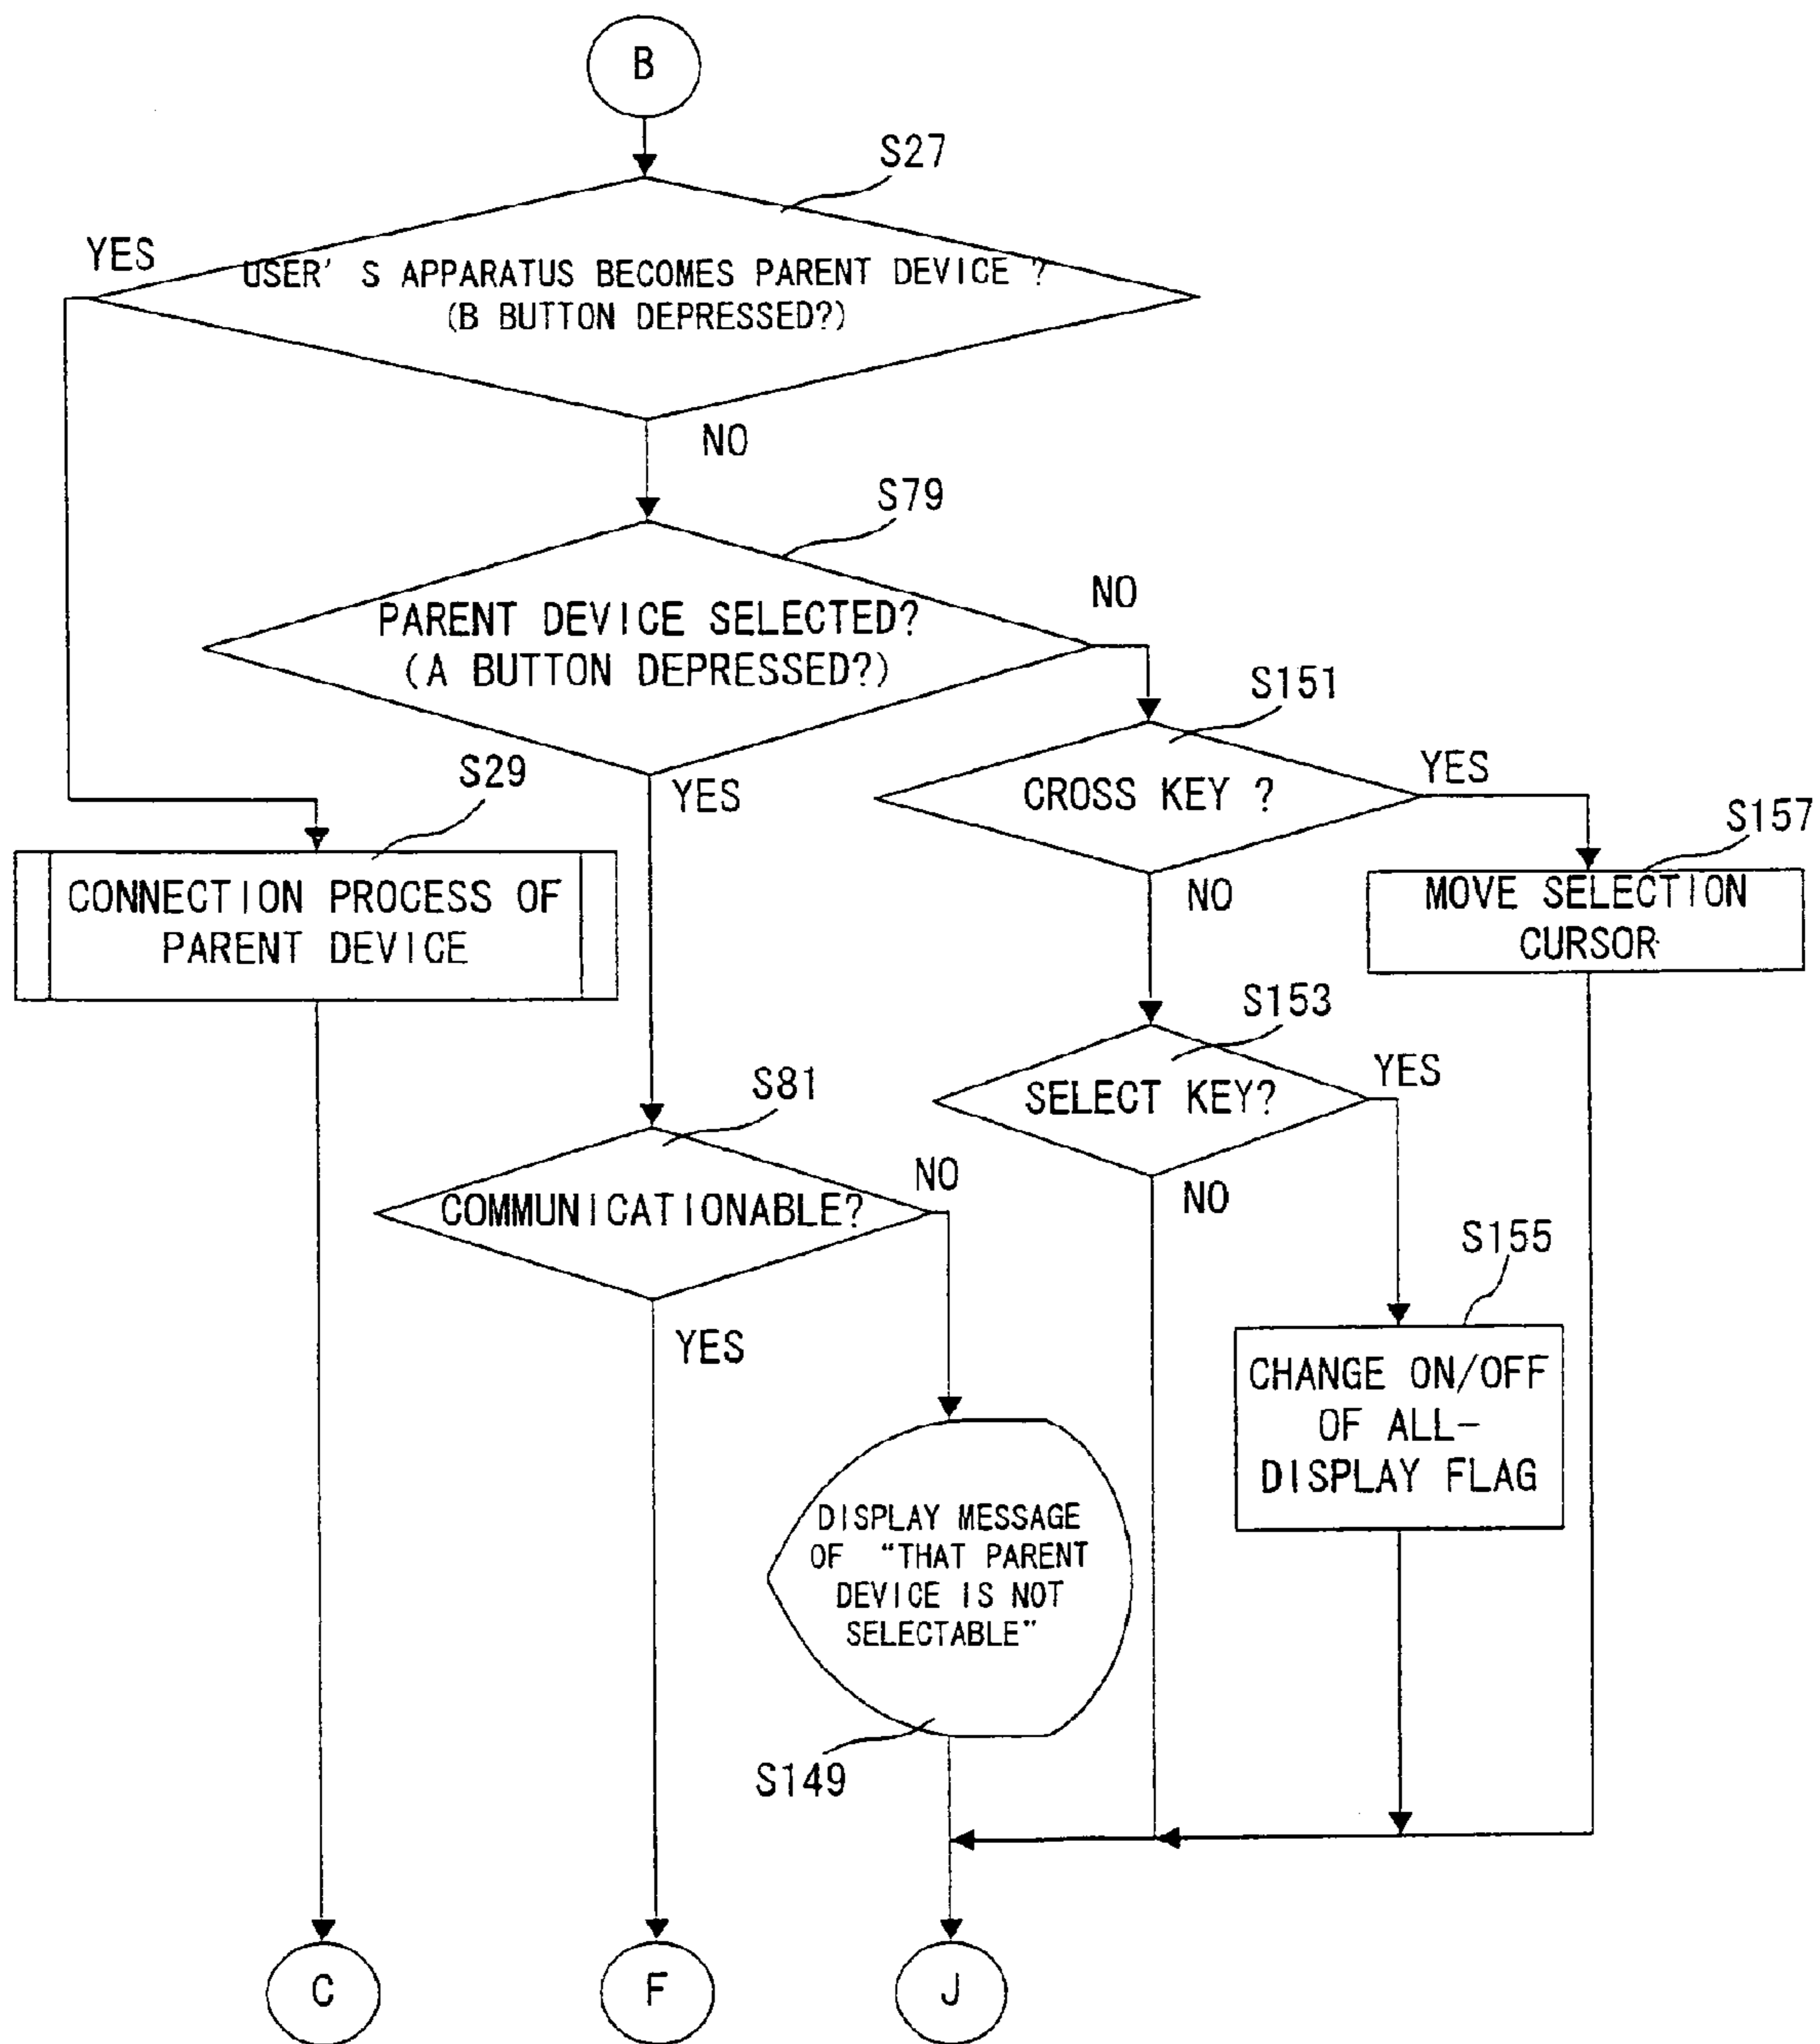 B
S27
YES
USER' S APPARATUS BECOMES PARENT DEVICE ?
(B BUTTON DEPRESSED?)
NO
S79
PARENT DEVICE SELECTED?
(A BUTTON DEPRESSED?)
NO
YES
S151
CROSS KEY ?
YES
NO
S29
CONNECTION PROCESS OF
PARENT DEVICE
S157
MOVE SELECTION
CURSOR
S153
SELECT KEY?
YES
NO
S81
COMMUNICATIONABLE?
NO
YES
S155
CHANGE ON/OFF
OF ALL-
DISPLAY FLAG
DISPLAY MESSAGE
OF "THAT PARENT
DEVICE IS NOT
SELECTABLE"
S149
C
F
J